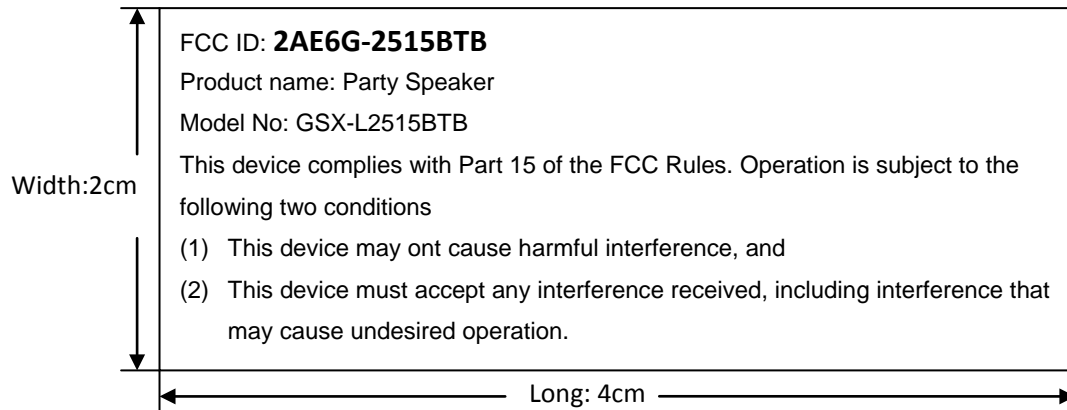 FCC ID: 2AE6G-2515BTB
Product name: Party Speaker
Model No: GSX-L2515BTB
This device complies with Part 15 of the FCC Rules. Operation is subject to the
Width:2cm
following two conditions
(1) This device may ont cause harmful interference, and
(2) This device must accept any interference received, including interference that
may cause undesired operation.
Long: 4cm